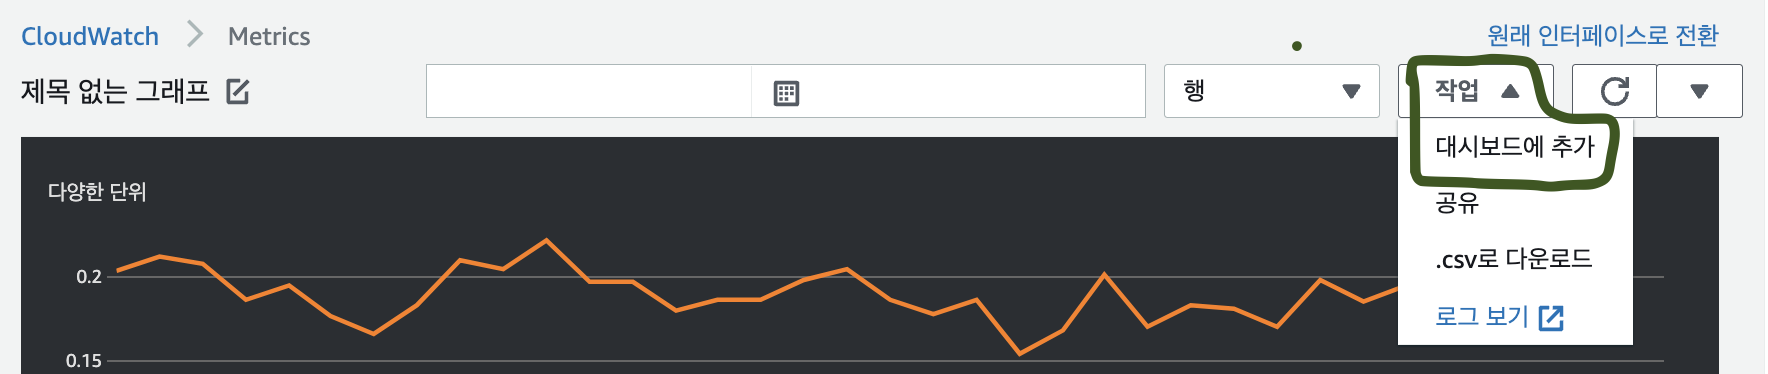 CloudWatch Metrics
원래 인터페이스로 전환
제목 없는 그래프
행
작업
대시보드에 추가
공유
.csv로 다운로드
로그 보기
다양한 단위
0.2
0.15